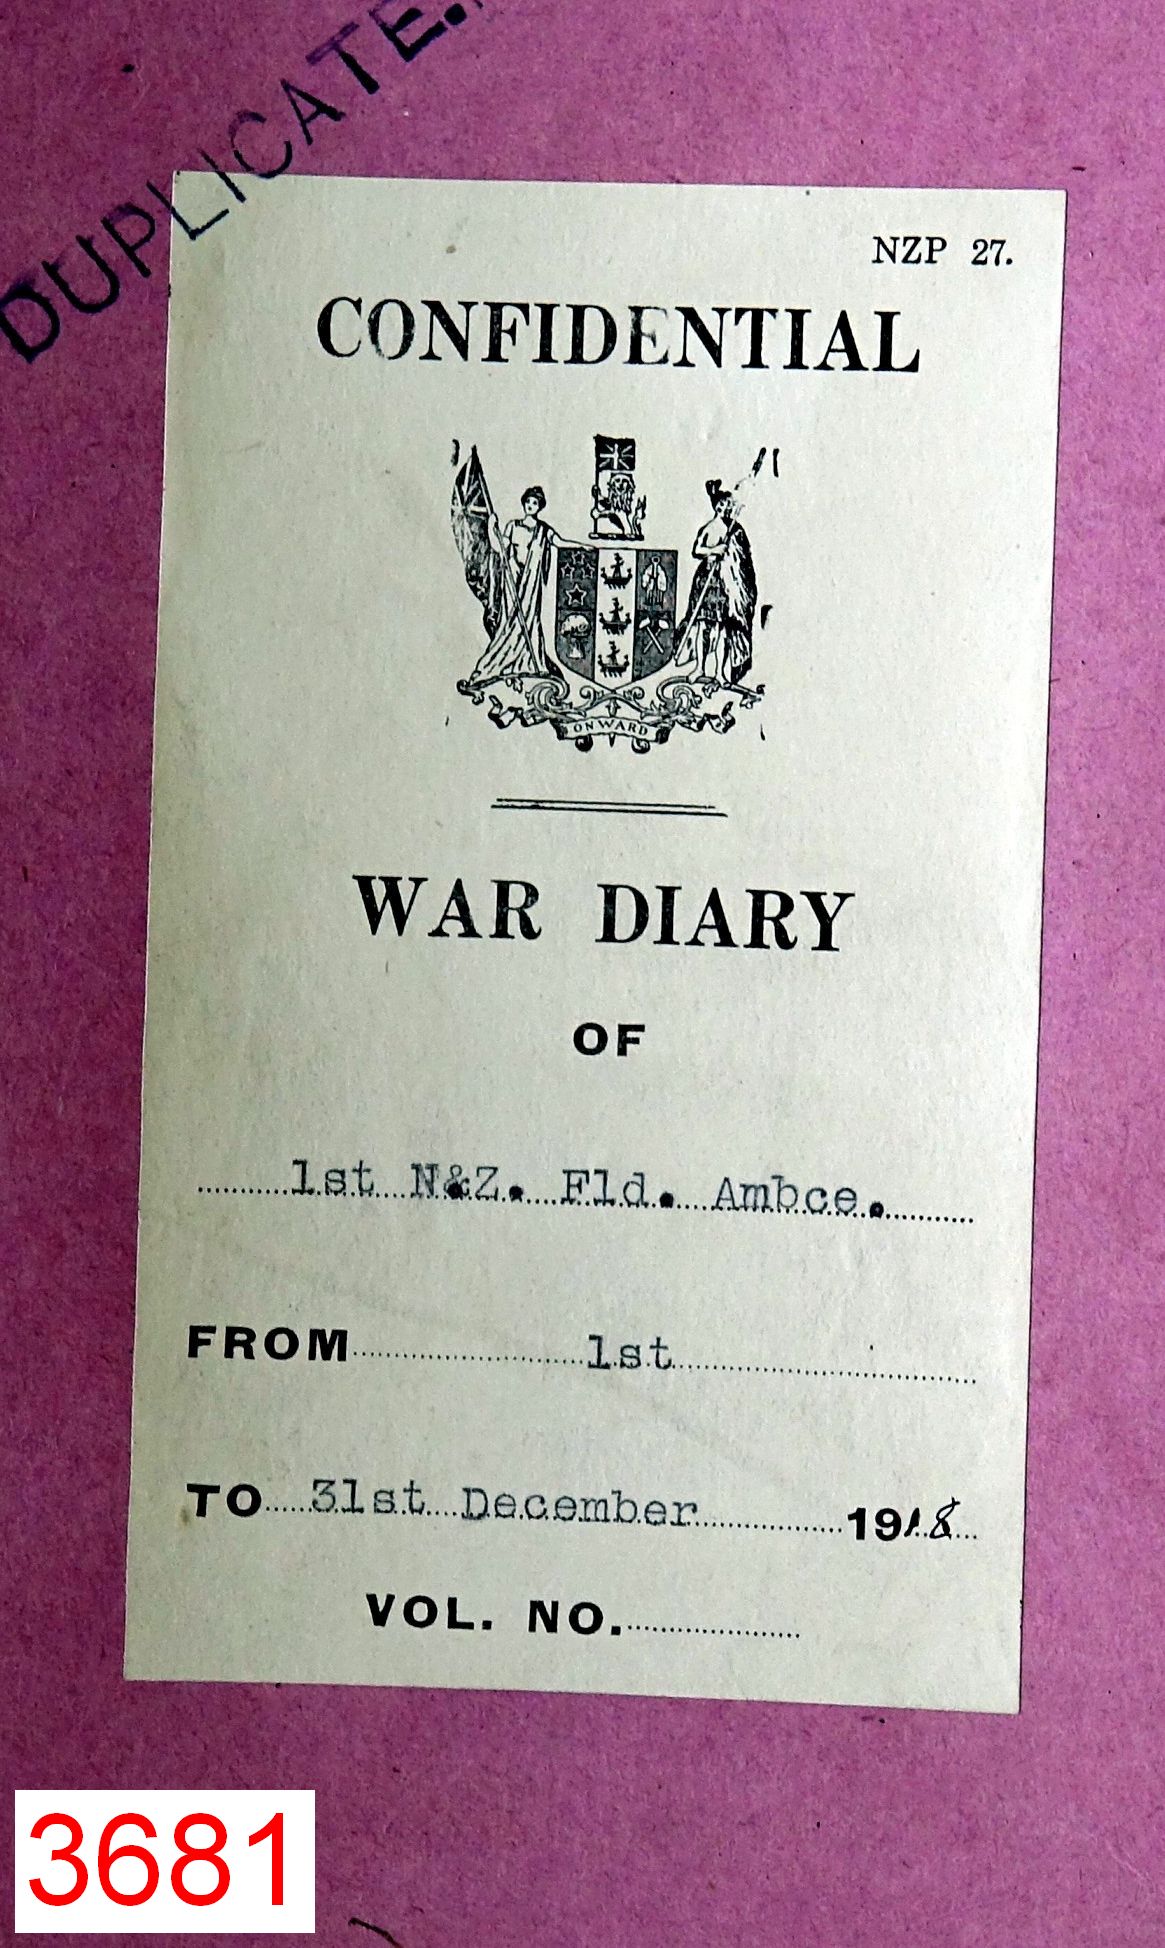 DUPLICATE.
NZP 27.
CONFIDENTIAL
ONWARD
WAR DIARY
OF
1st N&Z. Fld. Ambce.
FROM 1st
TO 31st December 1918
VOL. NO.
3681